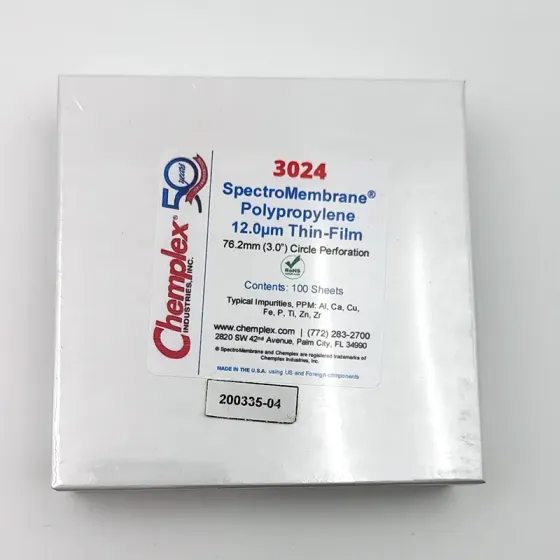 50
years
Chemplex®
INDUSTRIES, INC.
3024
SpectroMembrane®
Polypropylene
12.0µm Thin-Film
76.2mm (3.0") Circle Perforation
RoHS
Contents: 100 Sheets
Typical Impurities, PPM: Al, Ca, Cu,
Fe, P, Ti, Zn, Zr
www.chemplex.com | (772) 283-2700
2820 SW 42nd Avenue, Palm City, FL 34990
® SpectroMembrane and Chemplex are registered trademarks of
Chemplex Industries, Inc.
MADE IN THE U.S.A. using US and Foreign components
200335-04